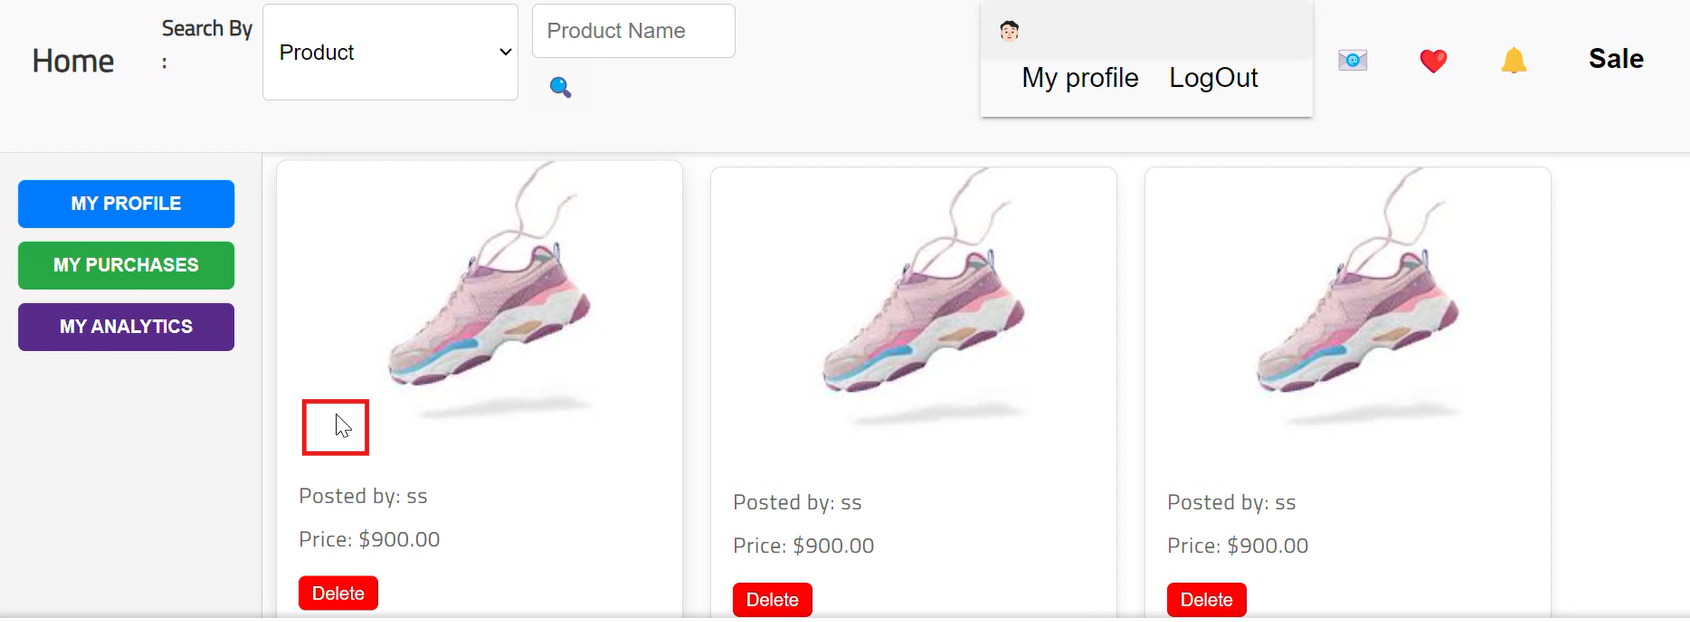 Home
Search By
:
Product
Product Name
My profile
LogOut
Sale
MY PROFILE
MY PURCHASES
MY ANALYTICS
Posted by: ss
Price: $900.00
Delete
Posted by: ss
Price: $900.00
Delete
Posted by: ss
Price: $900.00
Delete